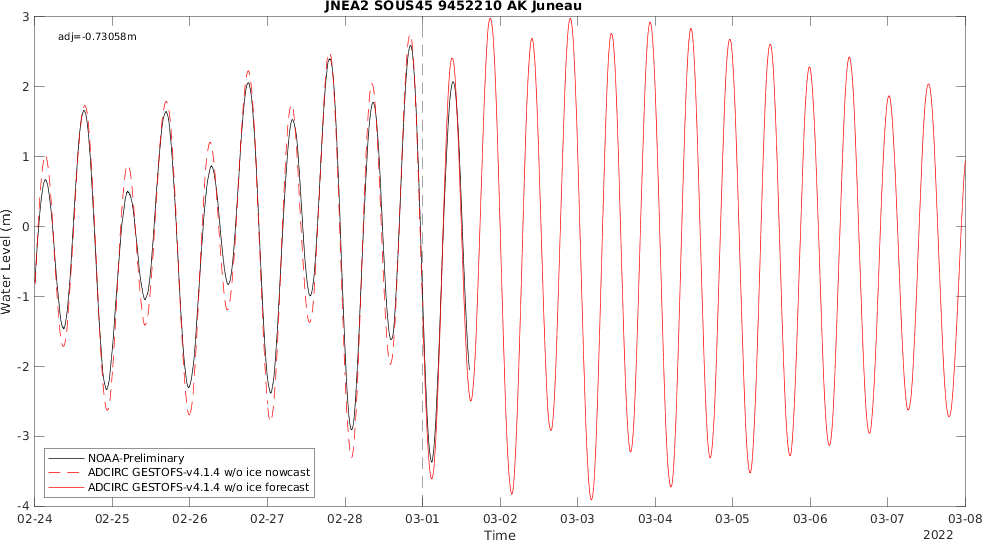 JNEA2 SOUS45 9452210 AK Juneau
adj=-0.73058m
3
2
1
0
-1
-2
-3
-4
Water Level (m)
NOAA-Preliminary
ADCIRC GESTOFS-v4.1.4 w/o ice nowcast
ADCIRC GESTOFS-v4.1.4 w/o ice forecast
02-24 02-25 02-26 02-27 02-28 03-01 03-02 03-03 03-04 03-05 03-06 03-07 03-08
Time
2022